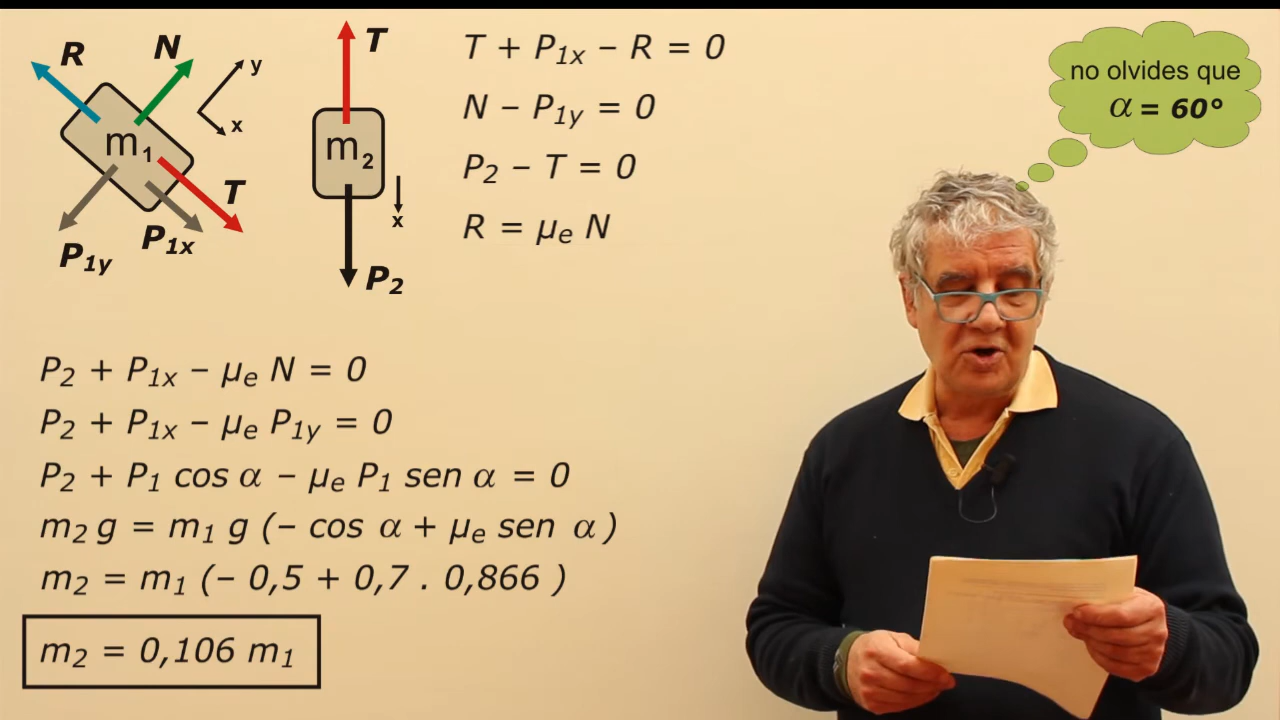 R
N
y
x
m₁
T
P₁y
P₁x
T
m₂
x
P₂
T + P₁x – R = 0
N – P₁y = 0
P₂ – T = 0
R = μₑ N
no olvides que
α = 60°
P₂ + P₁x – μₑ N = 0
P₂ + P₁x – μₑ P₁y = 0
P₂ + P₁ cos α – μₑ P₁ sen α = 0
m₂ g = m₁ g (– cos α + μₑ sen α )
m₂ = m₁ (– 0,5 + 0,7 . 0,866 )
m₂ = 0,106 m₁